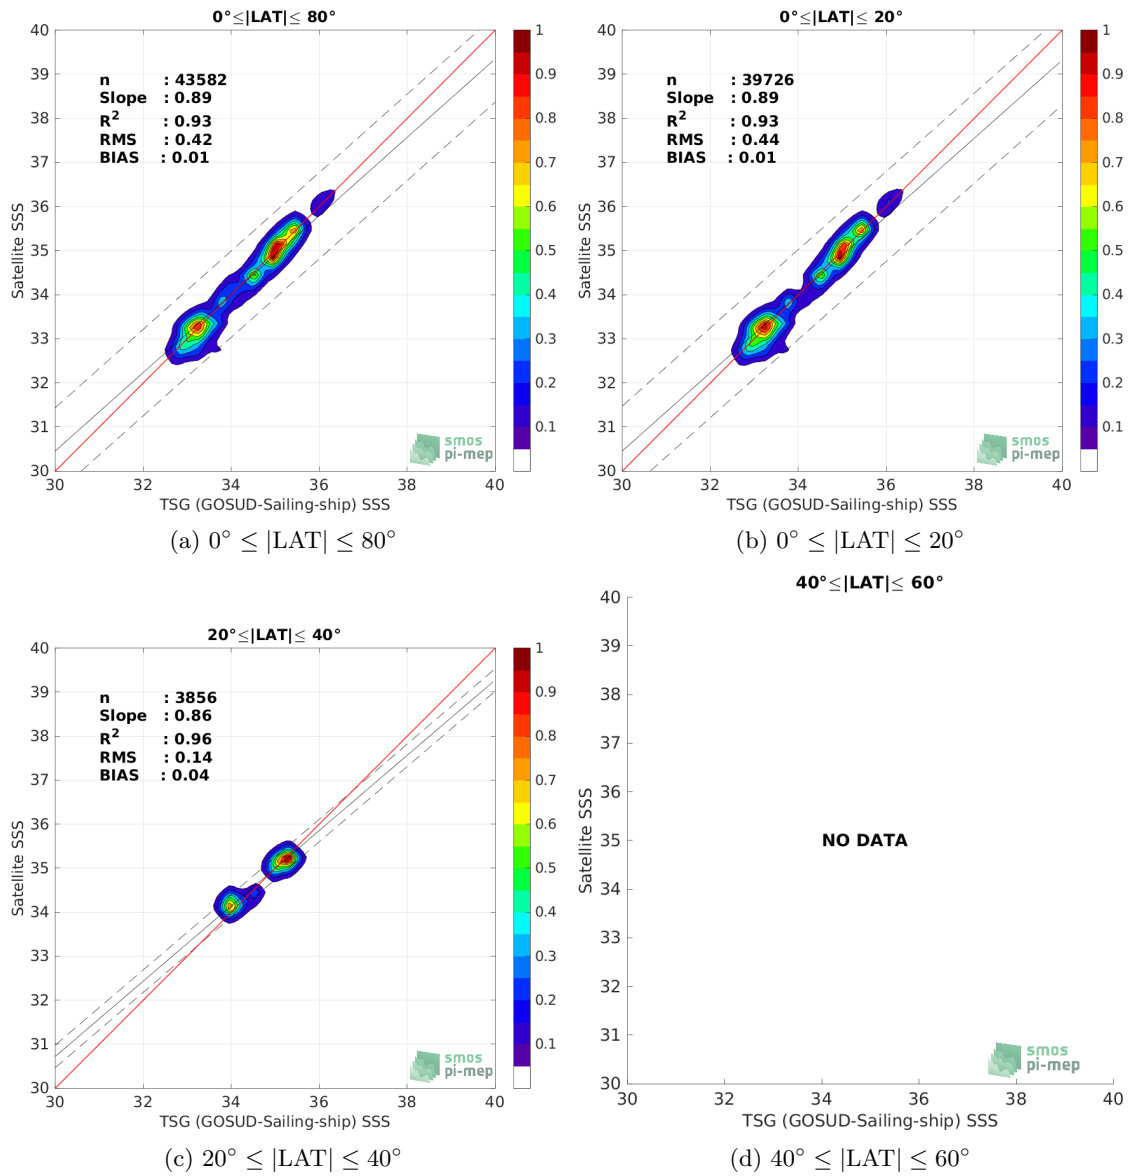 0°≤|LAT|≤ 80°
40
39
38
37
36
35
34
33
32
31
30
n : 43582
Slope : 0.89
R² : 0.93
RMS : 0.42
BIAS : 0.01
Satellite SSS
30 32 34 36 38 40
TSG (GOSUD-Sailing-ship) SSS
smos
pi-mep
1
0.9
0.8
0.7
0.6
0.5
0.4
0.3
0.2
0.1
(a) 0° ≤ |LAT| ≤ 80°
0°≤|LAT|≤ 20°
40
39
38
37
36
35
34
33
32
31
30
n : 39726
Slope : 0.89
R² : 0.93
RMS : 0.44
BIAS : 0.01
Satellite SSS
30 32 34 36 38 40
TSG (GOSUD-Sailing-ship) SSS
smos
pi-mep
1
0.9
0.8
0.7
0.6
0.5
0.4
0.3
0.2
0.1
(b) 0° ≤ |LAT| ≤ 20°
20°≤|LAT|≤ 40°
40
39
38
37
36
35
34
33
32
31
30
n : 3856
Slope : 0.86
R² : 0.96
RMS : 0.14
BIAS : 0.04
Satellite SSS
30 32 34 36 38 40
TSG (GOSUD-Sailing-ship) SSS
smos
pi-mep
1
0.9
0.8
0.7
0.6
0.5
0.4
0.3
0.2
0.1
(c) 20° ≤ |LAT| ≤ 40°
40°≤|LAT|≤ 60°
40
39
38
37
36
35
34
33
32
31
30
NO DATA
Satellite SSS
30 32 34 36 38 40
TSG (GOSUD-Sailing-ship) SSS
smos
pi-mep
(d) 40° ≤ |LAT| ≤ 60°